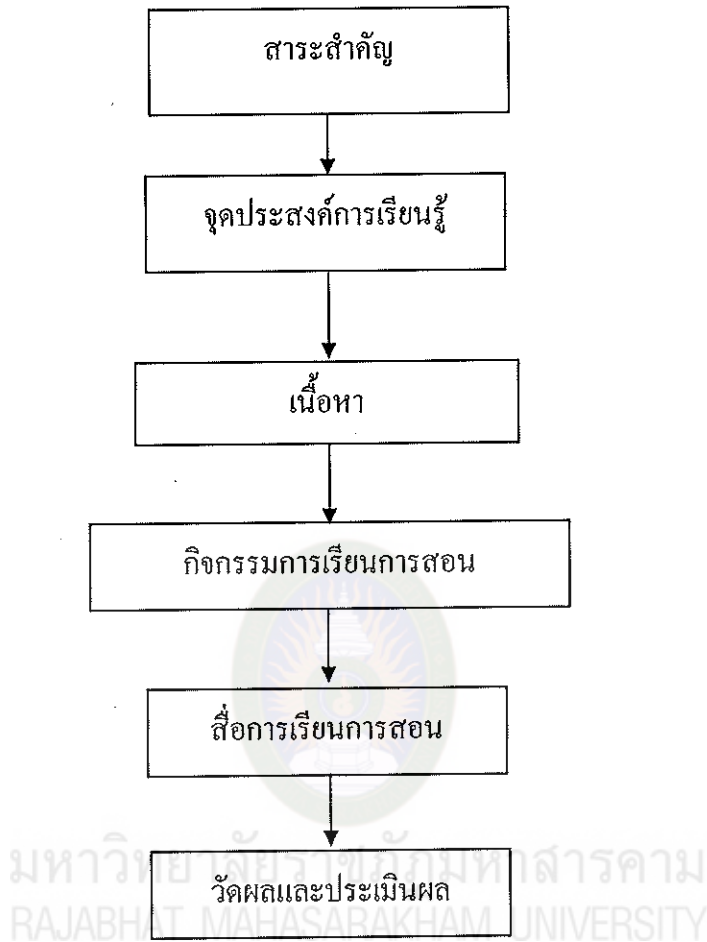 สาระสำคัญ
จุดประสงค์การเรียนรู้
เนื้อหา
กิจกรรมการเรียนการสอน
สื่อการเรียนการสอน
มหาวิทยาลัยราชภัฏมหาสารคาม
วัดผลและประเมินผล
RAJABHAT MAHASARAKHAM UNIVERSITY